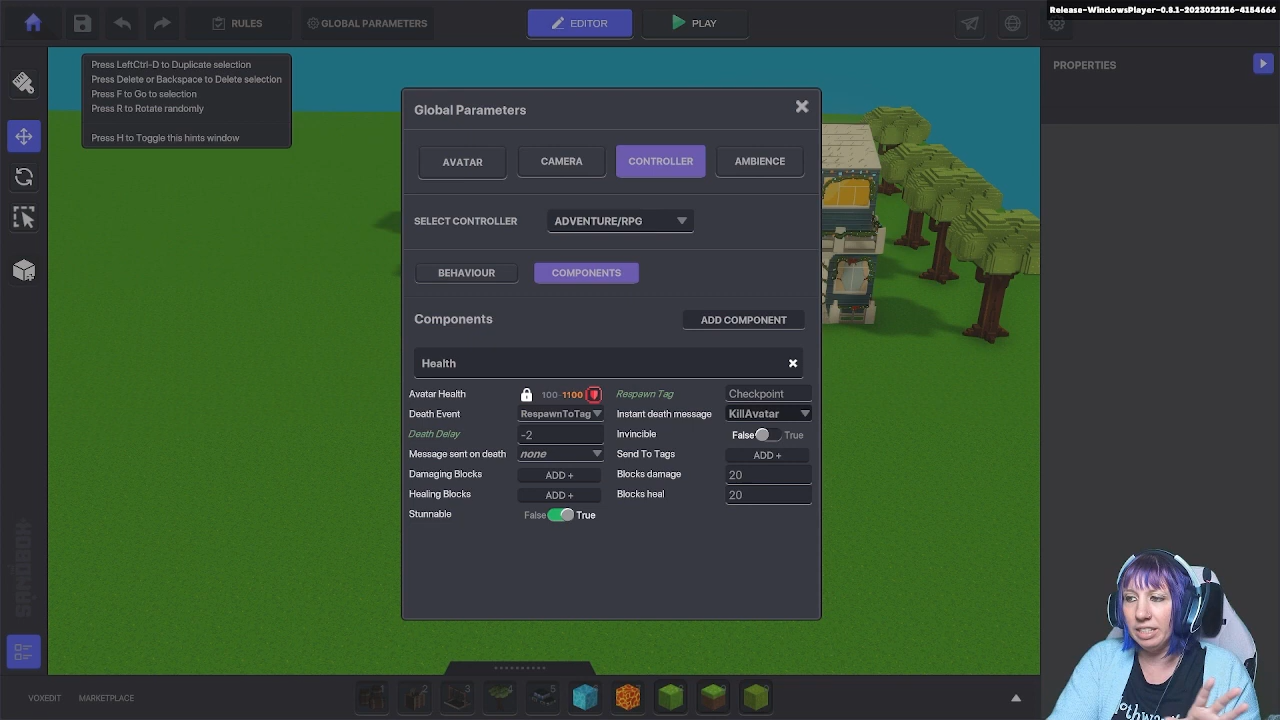 Release-WindowsPlayer-0.8.1-2023022216-4184666
RULES
GLOBAL PARAMETERS
EDITOR
PLAY
Press LeftCtrl-D to Duplicate selection
Press Delete or Backspace to Delete selection
Press F to Go to selection
Press R to Rotate randomly
Press H to Toggle this hints window
PROPERTIES
Global Parameters
AVATAR
CAMERA
CONTROLLER
AMBIENCE
SELECT CONTROLLER
ADVENTURE/RPG
BEHAVIOUR
COMPONENTS
Components
ADD COMPONENT
Health
Avatar Health 100-1100 Respawn Tag Checkpoint
Death Event RespawnToTag Instant death message KillAvatar
Death Delay -2 Invincible False True
Message sent on death none Send To Tags ADD +
Damaging Blocks ADD + Blocks damage 20
Healing Blocks ADD + Blocks heal 20
Stunnable False True
SANDBOX
VOXEDIT
MARKETPLACE